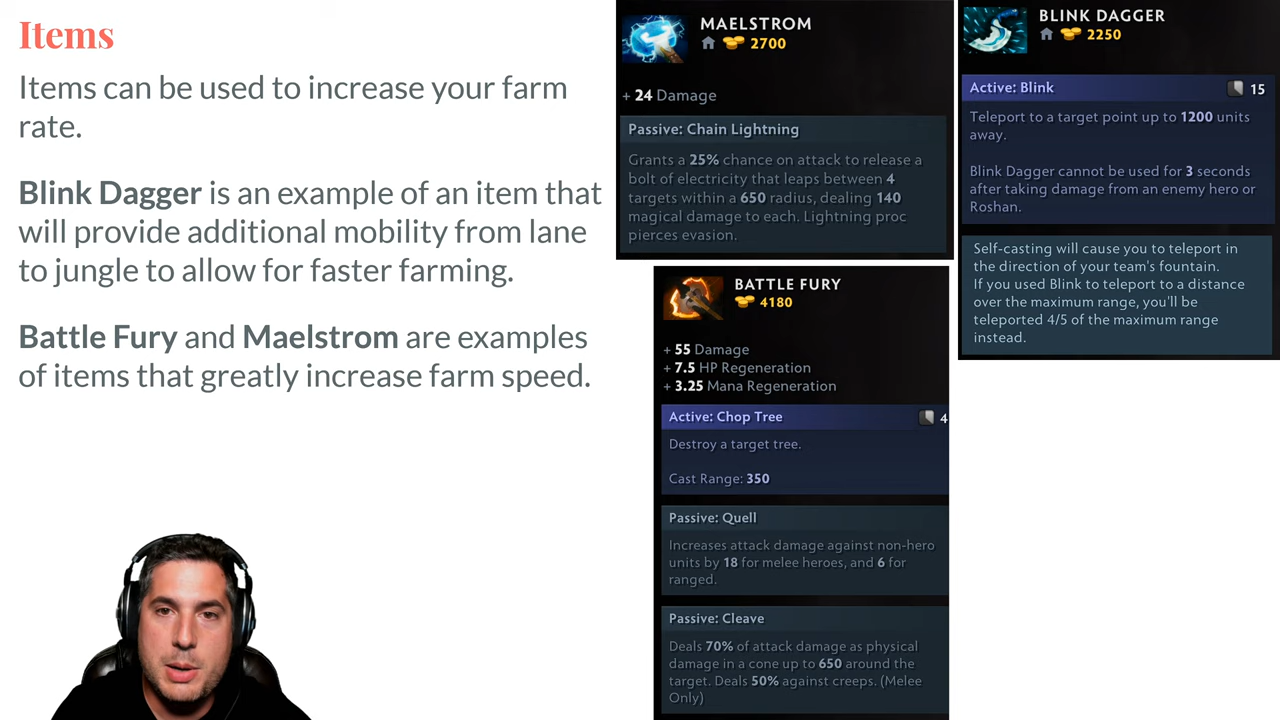 Items
Items can be used to increase your farm
rate.
Blink Dagger is an example of an item that
will provide additional mobility from lane
to jungle to allow for faster farming.
Battle Fury and Maelstrom are examples
of items that greatly increase farm speed.
MAELSTROM
2700
+ 24 Damage
Passive: Chain Lightning
Grants a 25% chance on attack to release a
bolt of electricity that leaps between 4
targets within a 650 radius, dealing 140
magical damage to each. Lightning proc
pierces evasion.
BLINK DAGGER
2250
Active: Blink 15
Teleport to a target point up to 1200 units
away.
Blink Dagger cannot be used for 3 seconds
after taking damage from an enemy hero or
Roshan.
Self-casting will cause you to teleport in
the direction of your team's fountain.
If you used Blink to teleport to a distance
over the maximum range, you'll be
teleported 4/5 of the maximum range
instead.
BATTLE FURY
4180
+ 55 Damage
+ 7.5 HP Regeneration
+ 3.25 Mana Regeneration
Active: Chop Tree 4
Destroy a target tree.
Cast Range: 350
Passive: Quell
Increases attack damage against non-hero
units by 18 for melee heroes, and 6 for
ranged.
Passive: Cleave
Deals 70% of attack damage as physical
damage in a cone up to 650 around the
target. Deals 50% against creeps. (Melee
Only)